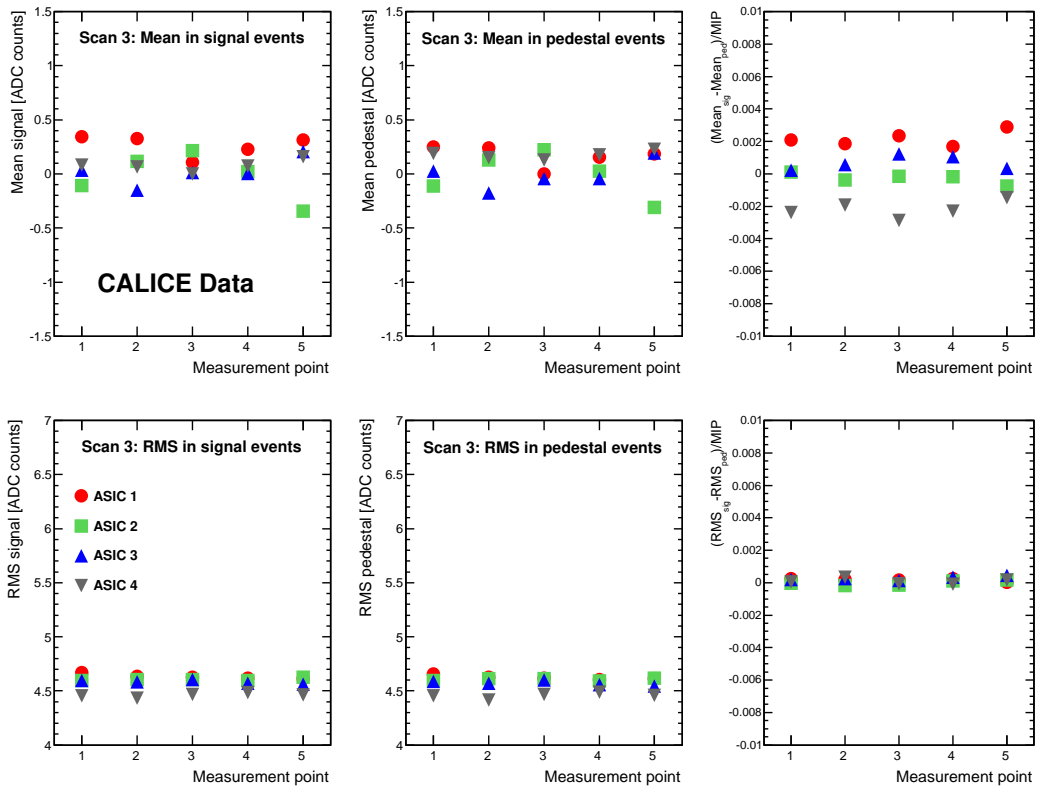 Scan 3: Mean in signal events
Mean signal [ADC counts]
1.5
1
0.5
0
-0.5
-1
-1.5
CALICE Data
1 2 3 4 5
Measurement point
Scan 3: Mean in pedestal events
Mean pedestal [ADC counts]
1.5
1
0.5
0
-0.5
-1
-1.5
1 2 3 4 5
Measurement point
(Mean_sig-Mean_ped)/MIP
0.01
0.008
0.006
0.004
0.002
0
-0.002
-0.004
-0.006
-0.008
-0.01
1 2 3 4 5
Measurement point
Scan 3: RMS in signal events
RMS signal [ADC counts]
7
6.5
6
5.5
5
4.5
4
ASIC 1
ASIC 2
ASIC 3
ASIC 4
1 2 3 4 5
Measurement point
Scan 3: RMS in pedestal events
RMS pedestal [ADC counts]
7
6.5
6
5.5
5
4.5
4
1 2 3 4 5
Measurement point
(RMS_sig-RMS_ped)/MIP
0.01
0.008
0.006
0.004
0.002
0
-0.002
-0.004
-0.006
-0.008
-0.01
1 2 3 4 5
Measurement point